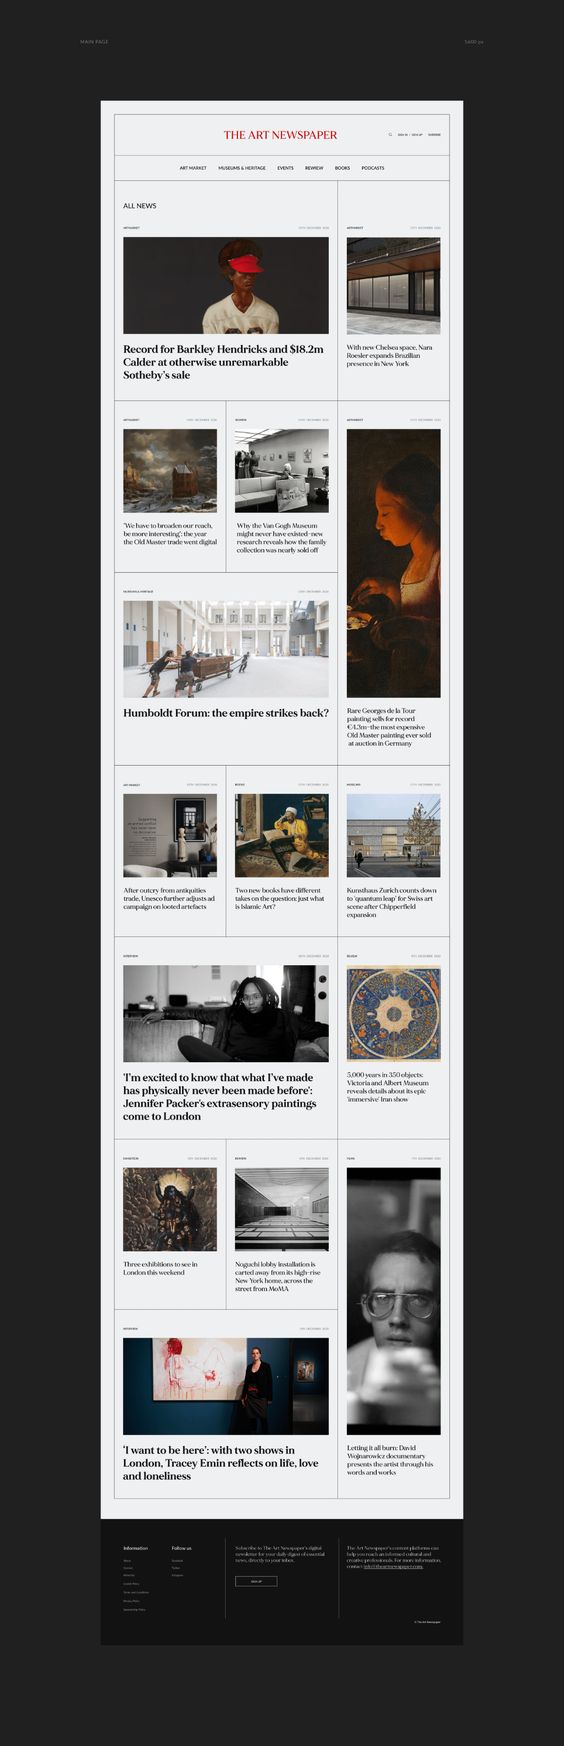 MAIN PAGE
5600 px
THE ART NEWSPAPER
SIGN IN / SIGN UP
SUBSCRIBE
ART MARKET
MUSEUMS & HERITAGE
EVENTS
REWIEW
BOOKS
PODCASTS
ALL NEWS
Record for Barkley Hendricks and $18.2m
Calder at otherwise unremarkable
Sotheby's sale
With new Chelsea space, Nara
Roesler expands Brazilian
presence in New York
'We have to broaden our reach,
be more interesting': the year
the Old Master trade went digital
Why the Van Gogh Museum
might never have existed—new
research reveals how the family
collection was nearly sold off
MUSEUMS & HERITAGE
Humboldt Forum: the empire strikes back?
Rare Georges de la Tour
painting sells for record
€4.3m—the most expensive
Old Master painting ever sold
at auction in Germany
ART MARKET
BOOKS
After outcry from antiquities
trade, Unesco further adjusts ad
campaign on looted artefacts
Two new books have different
takes on the question: just what
is Islamic Art?
Kunsthaus Zurich counts down
to 'quantum leap' for Swiss art
scene after Chipperfield
expansion
INTERVIEW
REVIEW
'I'm excited to know that what I've made
has physically never been made before':
Jennifer Packer's extrasensory paintings
come to London
5,000 years in 350 objects:
Victoria and Albert Museum
reveals details about its epic
'immersive' Iran show
EXHIBITION
REVIEW
Three exhibitions to see in
London this weekend
Noguchi lobby installation is
carted away from its high-rise
New York home, across the
street from MoMA
INTERVIEW
'I want to be here': with two shows in
London, Tracey Emin reflects on life, love
and loneliness
Letting it all burn: David
Wojnarowicz documentary
presents the artist through his
words and works
Information
Follow us
Subscribe to The Art Newspaper's digital
newsletter for your daily digest of essential
news, directly to your inbox.
SIGN UP
The Art Newspaper's content platforms can
help you reach an informed cultural and
creative professionals. For more information,
contact info@theartnewspaper.com.
© The Art Newspaper